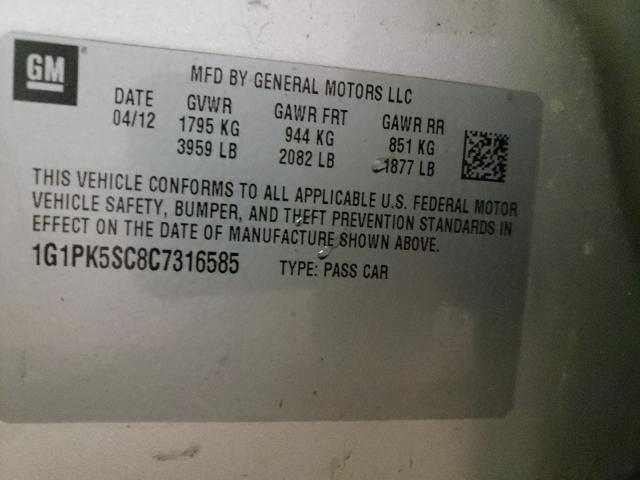 GM
MFD BY GENERAL MOTORS LLC
DATE GVWR GAWR FRT GAWR RR
04/12 1795 KG 944 KG 851 KG
3959 LB 2082 LB 1877 LB
THIS VEHICLE CONFORMS TO ALL APPLICABLE U.S. FEDERAL MOTOR
VEHICLE SAFETY, BUMPER, AND THEFT PREVENTION STANDARDS IN
EFFECT ON THE DATE OF MANUFACTURE SHOWN ABOVE.
1G1PK5SC8C7316585 TYPE: PASS CAR